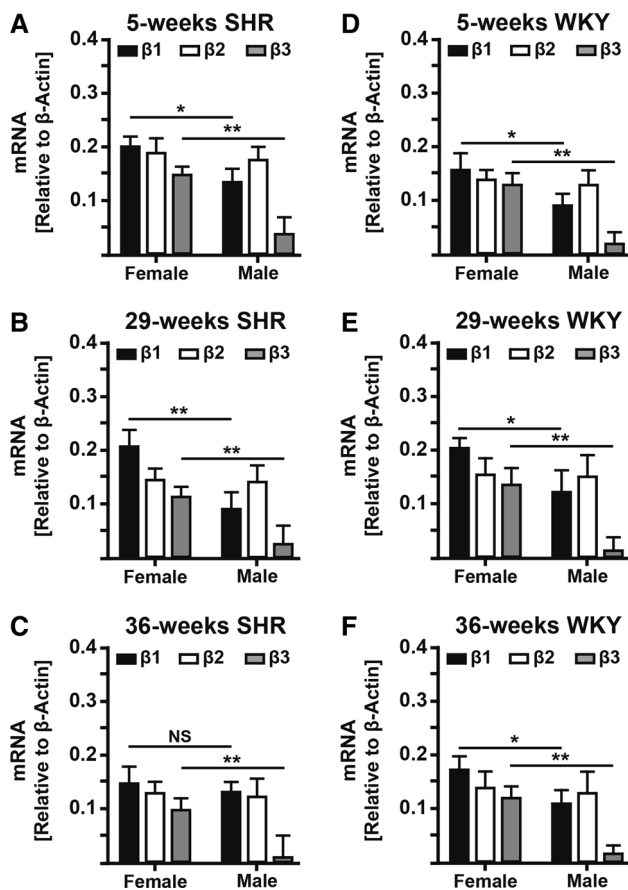 A
5-weeks SHR
β1 β2 β3
mRNA
[Relative to β-Actin]
0.4
0.3
0.2
0.1
*
**
Female Male
D
5-weeks WKY
β1 β2 β3
mRNA
[Relative to β-Actin]
0.4
0.3
0.2
0.1
*
**
Female Male
B
29-weeks SHR
β1 β2 β3
mRNA
[Relative to β-Actin]
0.4
0.3
0.2
0.1
**
**
Female Male
E
29-weeks WKY
β1 β2 β3
mRNA
[Relative to β-Actin]
0.4
0.3
0.2
0.1
*
**
Female Male
C
36-weeks SHR
β1 β2 β3
mRNA
[Relative to β-Actin]
0.4
0.3
0.2
0.1
NS
**
Female Male
F
36-weeks WKY
β1 β2 β3
mRNA
[Relative to β-Actin]
0.4
0.3
0.2
0.1
*
**
Female Male